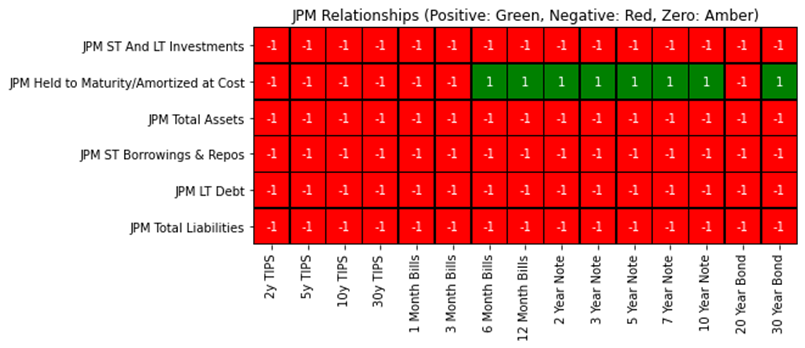 JPM Relationships (Positive: Green, Negative: Red, Zero: Amber)
JPM ST And LT Investments -1 -1 -1 -1 -1 -1 -1 -1 -1 -1 -1 -1 -1 -1 -1
JPM Held to Maturity/Amortized at Cost -1 -1 -1 -1 -1 -1 1 1 1 1 1 1 1 -1 1
JPM Total Assets -1 -1 -1 -1 -1 -1 -1 -1 -1 -1 -1 -1 -1 -1 -1
JPM ST Borrowings & Repos -1 -1 -1 -1 -1 -1 -1 -1 -1 -1 -1 -1 -1 -1 -1
JPM LT Debt -1 -1 -1 -1 -1 -1 -1 -1 -1 -1 -1 -1 -1 -1 -1
JPM Total Liabilities -1 -1 -1 -1 -1 -1 -1 -1 -1 -1 -1 -1 -1 -1 -1
2y TIPS
5y TIPS
10y TIPS
30y TIPS
1 Month Bills
3 Month Bills
6 Month Bills
12 Month Bills
2 Year Note
3 Year Note
5 Year Note
7 Year Note
10 Year Note
20 Year Bond
30 Year Bond